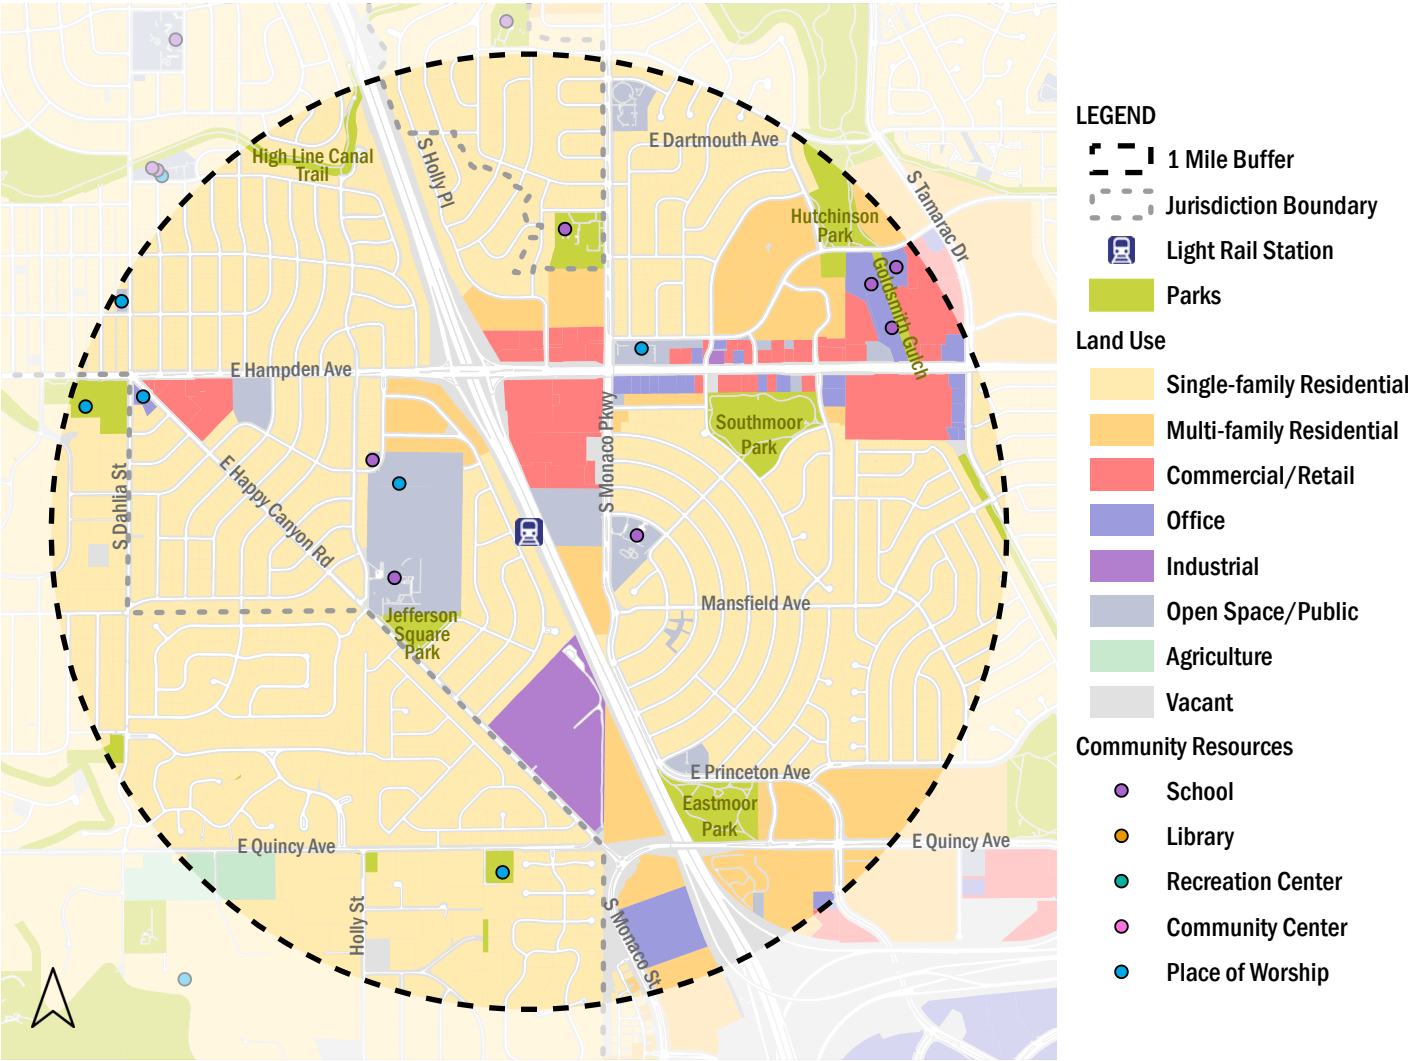 E Dartmouth Ave
S Holly Pl
High Line Canal
Trail
S Tamarac Dr
Hutchinson
Park
Goldsmith Gulch
E Hampden Ave
S Monaco Pkwy
Southmoor
Park
E Happy Canyon Rd
S Dahlia St
Mansfield Ave
Jefferson
Square
Park
E Princeton Ave
Eastmoor
Park
E Quincy Ave
E Quincy Ave
Holly St
S Monaco St
LEGEND
1 Mile Buffer
Jurisdiction Boundary
Light Rail Station
Parks
Land Use
Single-family Residential
Multi-family Residential
Commercial/Retail
Office
Industrial
Open Space/Public
Agriculture
Vacant
Community Resources
School
Library
Recreation Center
Community Center
Place of Worship